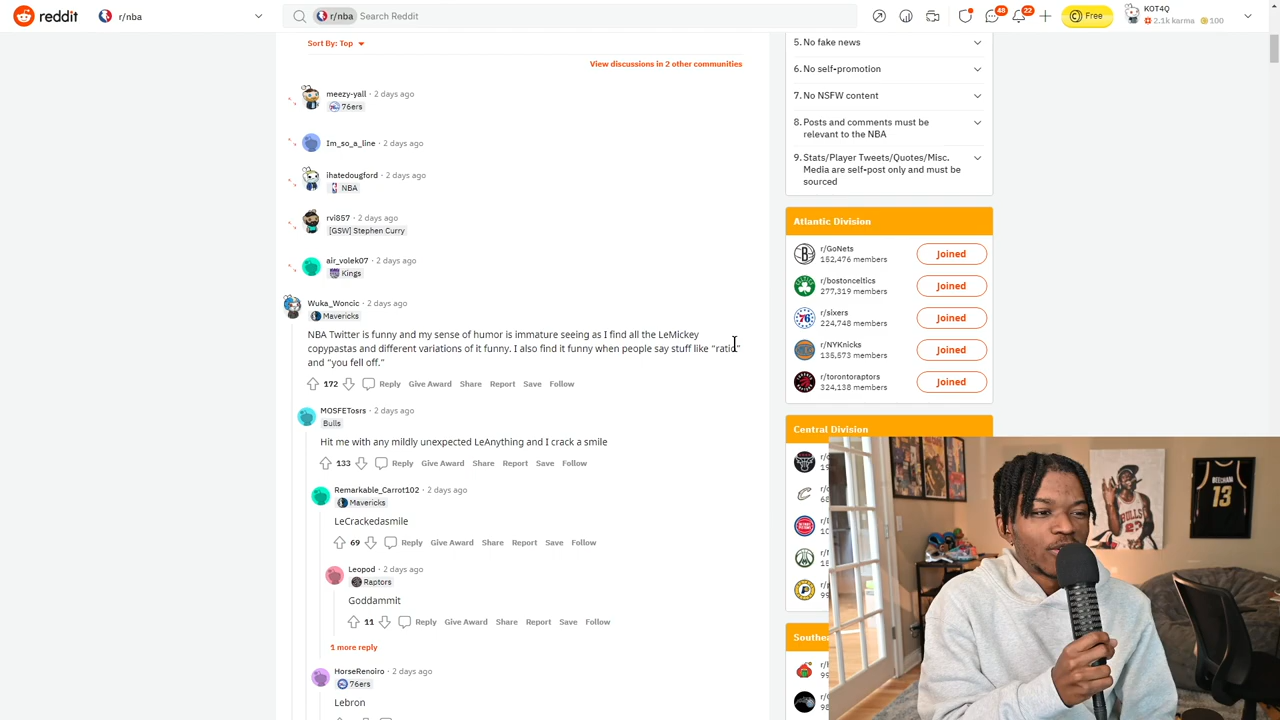 reddit
r/nba
r/nba
Search Reddit
48
22
Free
KOT4Q
2.1k karma
100
Sort By: Top
View discussions in 2 other communities
meezy-yall · 2 days ago
76ers
Im_so_a_line · 2 days ago
ihatedougford · 2 days ago
NBA
rvi857 · 2 days ago
[GSW] Stephen Curry
air_volek07 · 2 days ago
Kings
Wuka_Woncic · 2 days ago
Mavericks
NBA Twitter is funny and my sense of humor is immature seeing as I find all the LeMickey
copypastas and different variations of it funny. I also find it funny when people say stuff like “ratio”
and “you fell off.”
172 Reply Give Award Share Report Save Follow
MOSFETosrs · 2 days ago
Bulls
Hit me with any mildly unexpected LeAnything and I crack a smile
133 Reply Give Award Share Report Save Follow
Remarkable_Carrot102 · 2 days ago
Mavericks
LeCrackedasmile
69 Reply Give Award Share Report Save Follow
Leopod · 2 days ago
Raptors
Goddammit
11 Reply Give Award Share Report Save Follow
1 more reply
HorseRenoiro · 2 days ago
76ers
Lebron
5. No fake news
6. No self-promotion
7. No NSFW content
8. Posts and comments must be
relevant to the NBA
9. Stats/Player Tweets/Quotes/Misc.
Media are self-post only and must be
sourced
Atlantic Division
r/GoNets
152,476 members
Joined
r/bostonceltics
277,319 members
Joined
r/sixers
224,748 members
Joined
r/NYKnicks
135,573 members
Joined
r/torontoraptors
324,138 members
Joined
Central Division
Southe
BULLS
23
BEECHAM
13